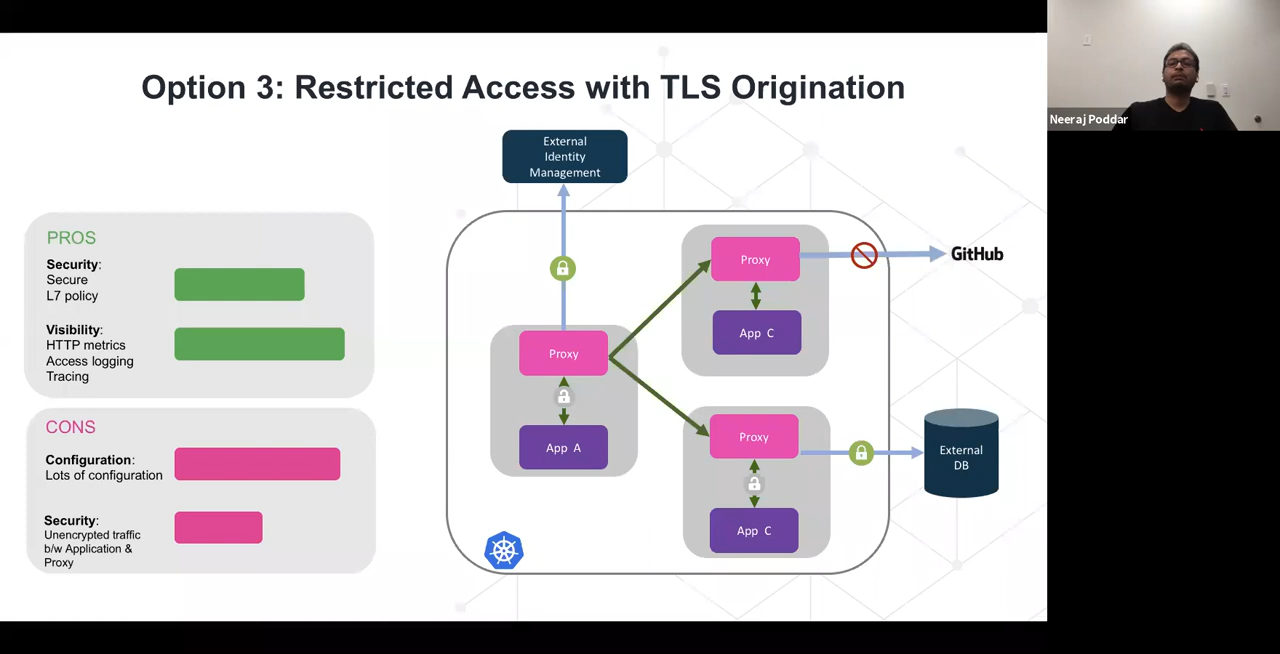 Option 3: Restricted Access with TLS Origination
Neeraj Poddar
External
Identity
Management
PROS
Security:
Secure
L7 policy
Visibility:
HTTP metrics
Access logging
Tracing
CONS
Configuration:
Lots of configuration
Security:
Unencrypted traffic
b/w Application &
Proxy
Proxy
App A
Proxy
App C
GitHub
Proxy
App C
External
DB